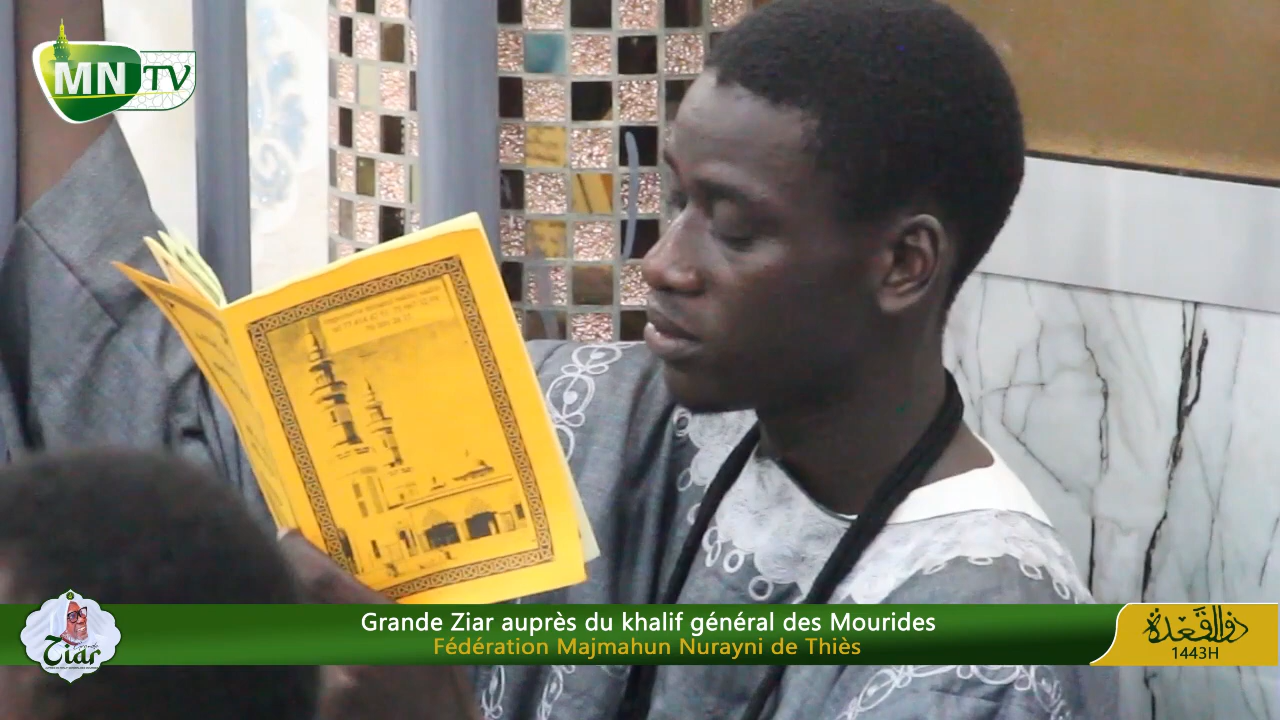 MN TV
Grande Ziar auprès du khalif général des Mourides
Fédération Majmahun Nurayni de Thiès
Ziar
ذو القعدة
1443H